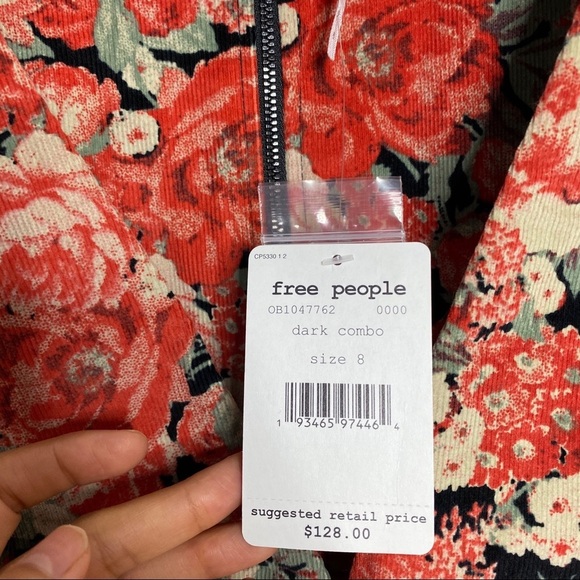 CP5330 1.2
free people
OB1047762 0000
dark combo
size 8
1 93465 97446 4
suggested retail price
$128.00